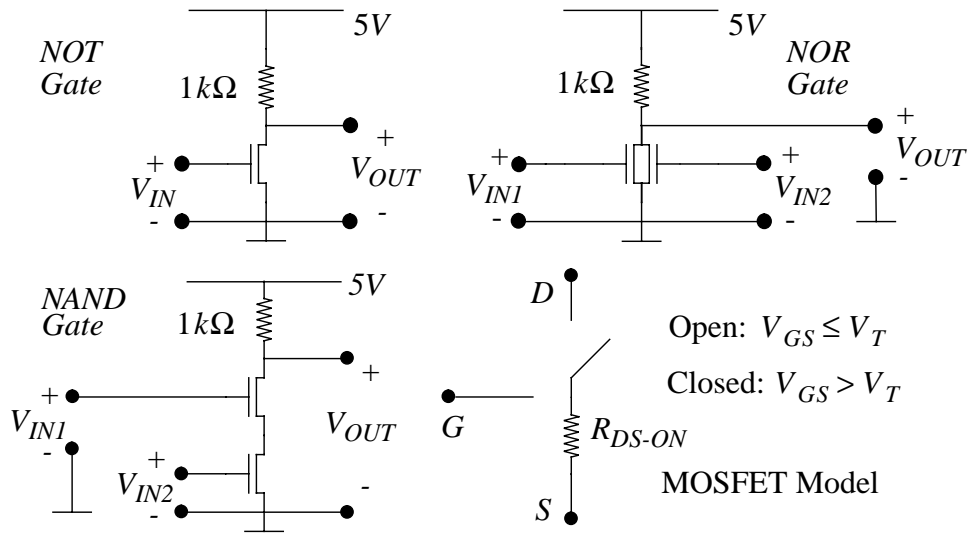 NOT
Gate
5V
1kΩ
+
V_OUT
-
+
V_IN
-
NOR
Gate
5V
1kΩ
+
V_OUT
-
+
V_IN1
-
+
V_IN2
-
NAND
Gate
5V
1kΩ
+
V_OUT
-
+
V_IN1
-
+
V_IN2
-
D
G
R_DS-ON
S
Open: V_GS ≤ V_T
Closed: V_GS > V_T
MOSFET Model